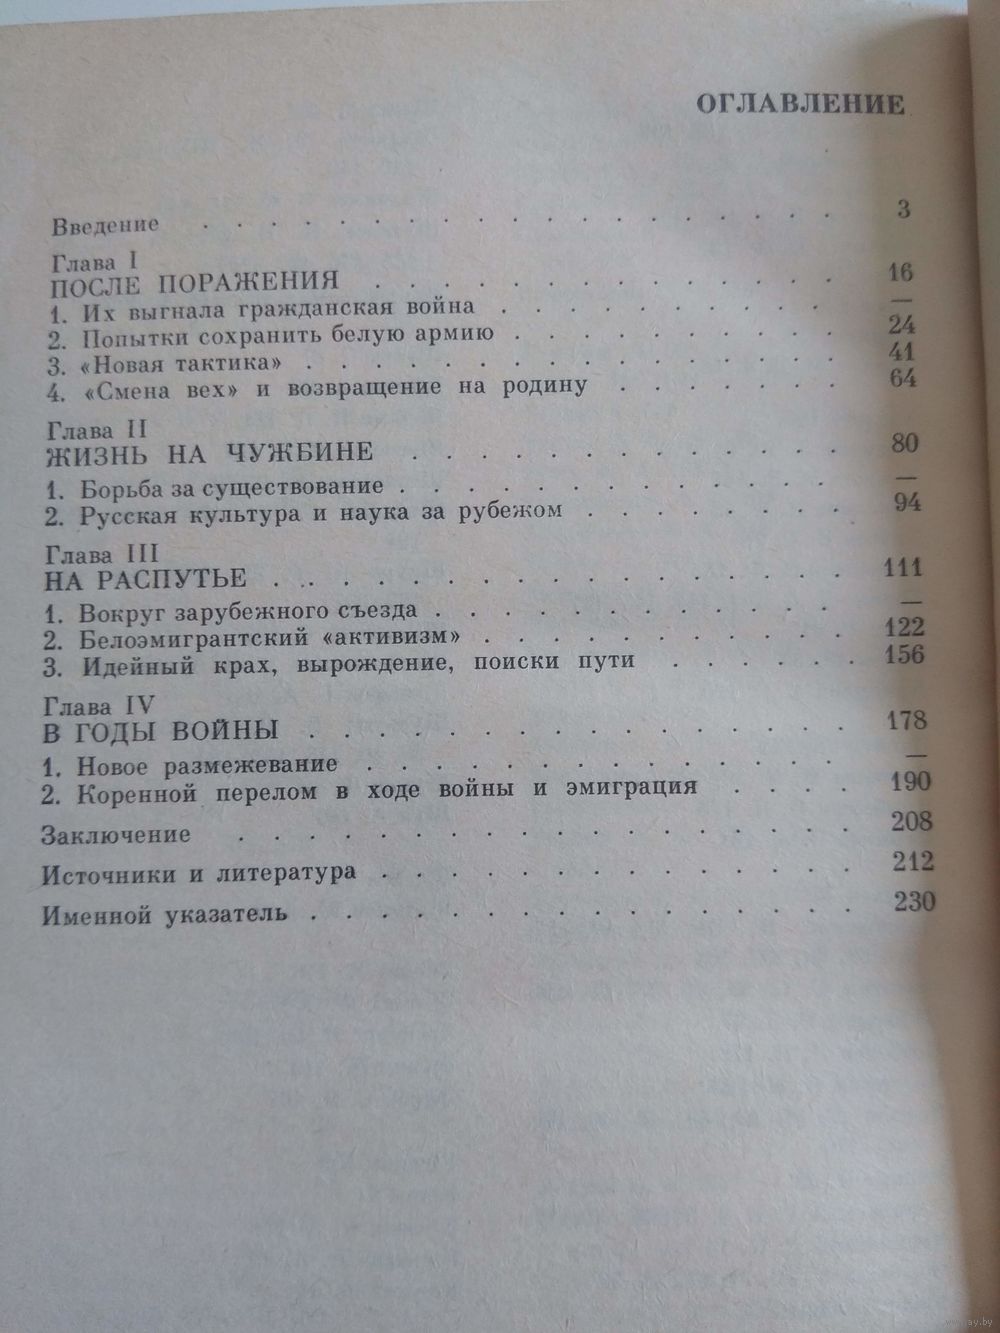 ОГЛАВЛЕНИЕ
Введение . . . . . . . . . . . . . . . . . . 3
Глава I
ПОСЛЕ ПОРАЖЕНИЯ . . . . . . . . . . . . . . 16
1. Их выгнала гражданская война . . . . . . . . . . —
2. Попытки сохранить белую армию . . . . . . . . . . 24
3. «Новая тактика» . . . . . . . . . . . . . . . . 41
4. «Смена вех» и возвращение на родину . . . . . . 64
Глава II
ЖИЗНЬ НА ЧУЖБИНЕ . . . . . . . . . . . . . 80
1. Борьба за существование . . . . . . . . . . . . —
2. Русская культура и наука за рубежом . . . . . . . 94
Глава III
НА РАСПУТЬЕ . . . . . . . . . . . . . . . . 111
1. Вокруг зарубежного съезда . . . . . . . . . . . . —
2. Белоэмигрантский «активизм» . . . . . . . . . . . 122
3. Идейный крах, вырождение, поиски пути . . . . . . 156
Глава IV
В ГОДЫ ВОЙНЫ . . . . . . . . . . . . . . . 178
1. Новое размежевание . . . . . . . . . . . . . . —
2. Коренной перелом в ходе войны и эмиграция . . . . 190
Заключение . . . . . . . . . . . . . . . . . 208
Источники и литература . . . . . . . . . . . . . . 212
Именной указатель . . . . . . . . . . . . . . . . 230